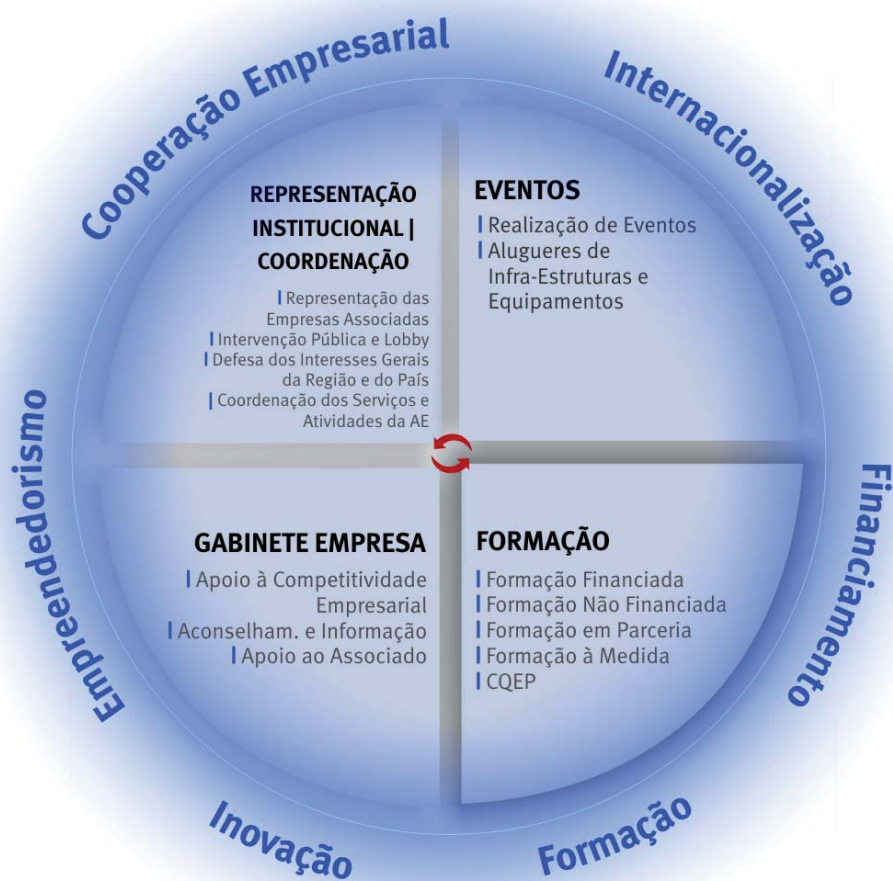 Cooperação Empresarial
Internacionalização
REPRESENTAÇÃO
INSTITUCIONAL |
COORDENAÇÃO
| Representação das
Empresas Associadas
| Intervenção Pública e Lobby
| Defesa dos Interesses Gerais
da Região e do País
| Coordenação dos Serviços e
Atividades da AE
EVENTOS
| Realização de Eventos
| Alugueres de
Infra-Estruturas e
Equipamentos
Empreendedorismo
Financiamento
GABINETE EMPRESA
| Apoio à Competitividade
Empresarial
| Aconselham. e Informação
| Apoio ao Associado
FORMAÇÃO
| Formação Financiada
| Formação Não Financiada
| Formação em Parceria
| Formação à Medida
| CQEP
Inovação
Formação